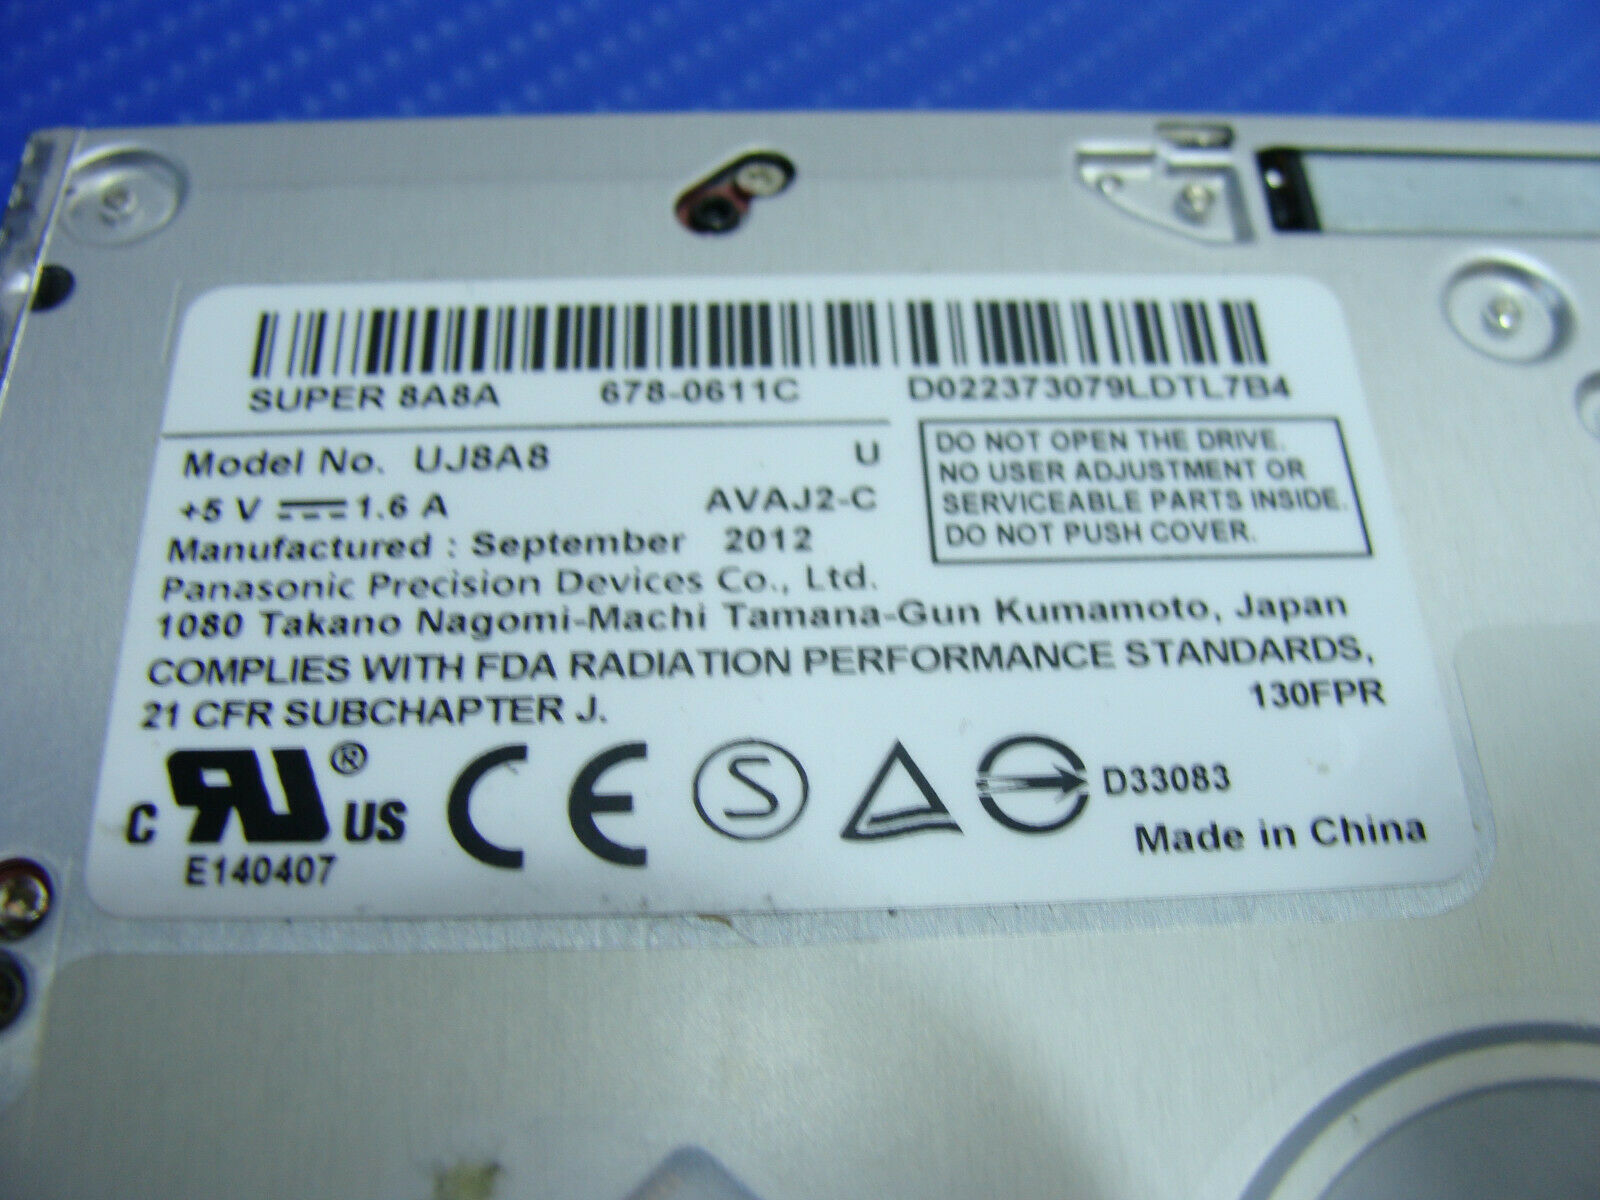 SUPER 8A8A 678-0611C D022373079LDTL7B4
Model No. UJ8A8 U
+5 V 1.6 A AVAJ2-C
Manufactured : September 2012
Panasonic Precision Devices Co., Ltd.
1080 Takano Nagomi-Machi Tamana-Gun Kumamoto, Japan
DO NOT OPEN THE DRIVE.
NO USER ADJUSTMENT OR
SERVICEABLE PARTS INSIDE.
DO NOT PUSH COVER.
COMPLIES WITH FDA RADIATION PERFORMANCE STANDARDS,
21 CFR SUBCHAPTER J. 130FPR
C RU ® US CE S D33083
E140407
Made in China